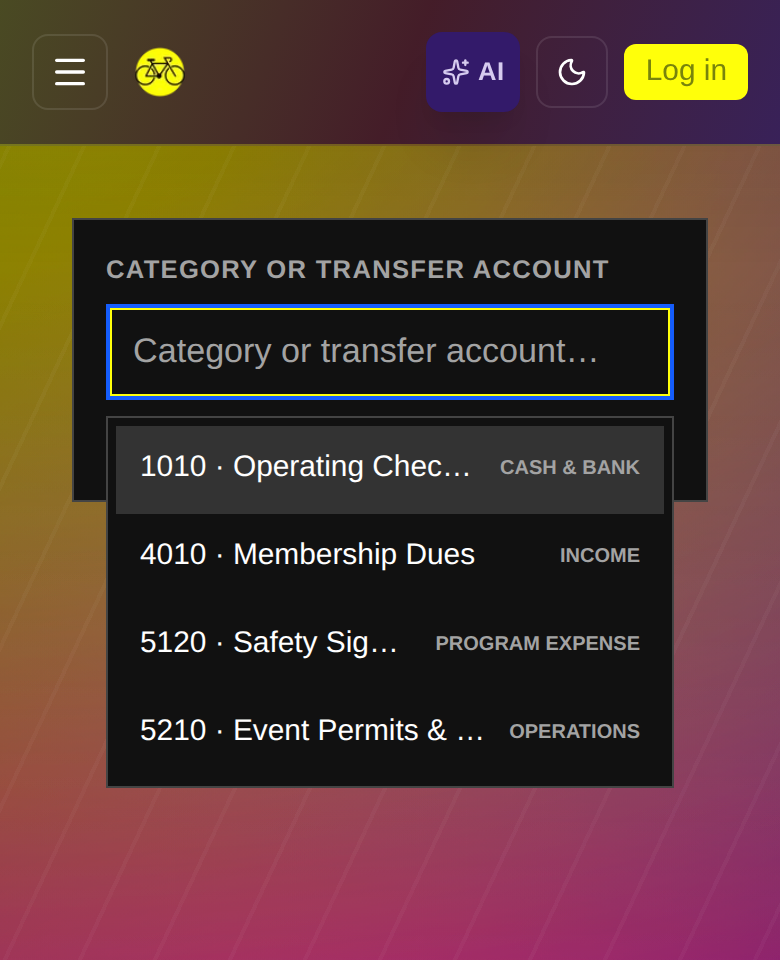 AI
Log in
CATEGORY OR TRANSFER ACCOUNT
Category or transfer account…
1010 · Operating Chec… CASH & BANK
4010 · Membership Dues INCOME
5120 · Safety Sig… PROGRAM EXPENSE
5210 · Event Permits & … OPERATIONS